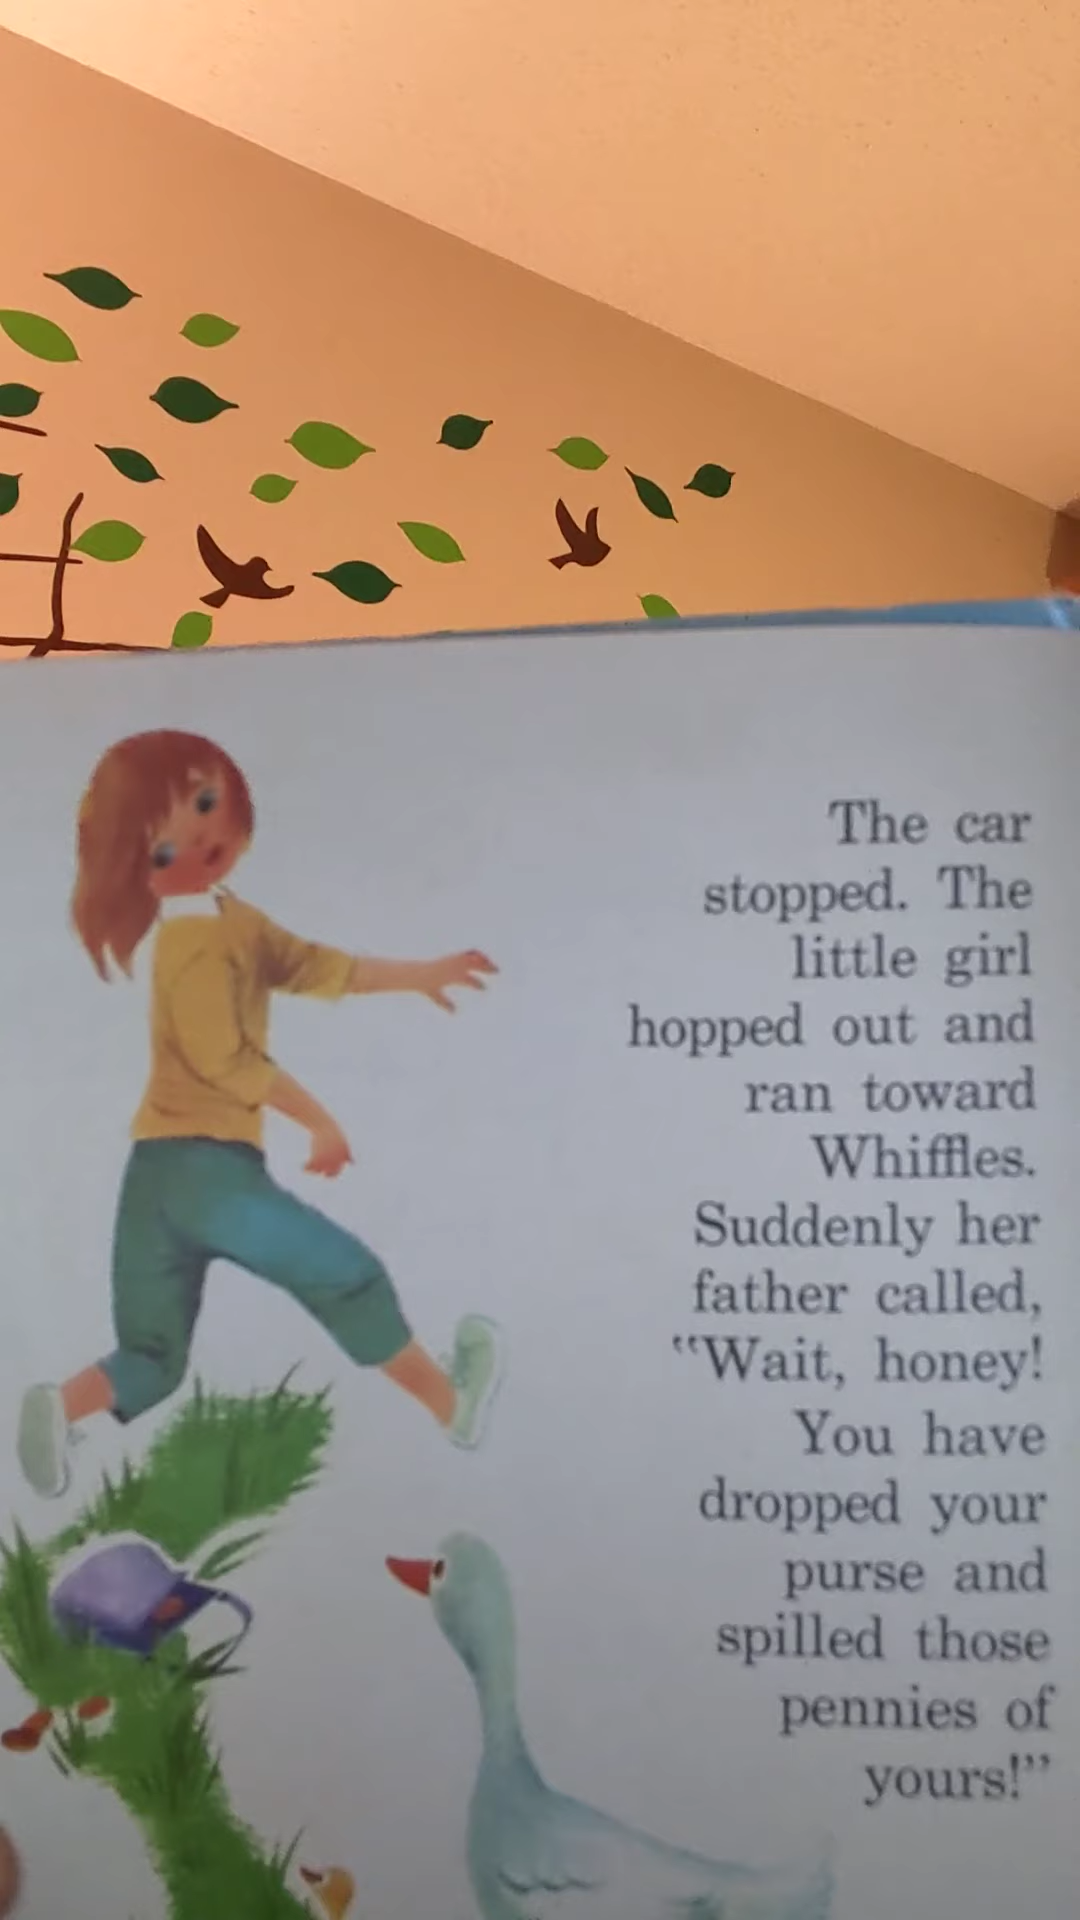 The car
stopped. The
little girl
hopped out and
ran toward
Whiffles.
Suddenly her
father called,
"Wait, honey!
You have
dropped your
purse and
spilled those
pennies of
yours!"